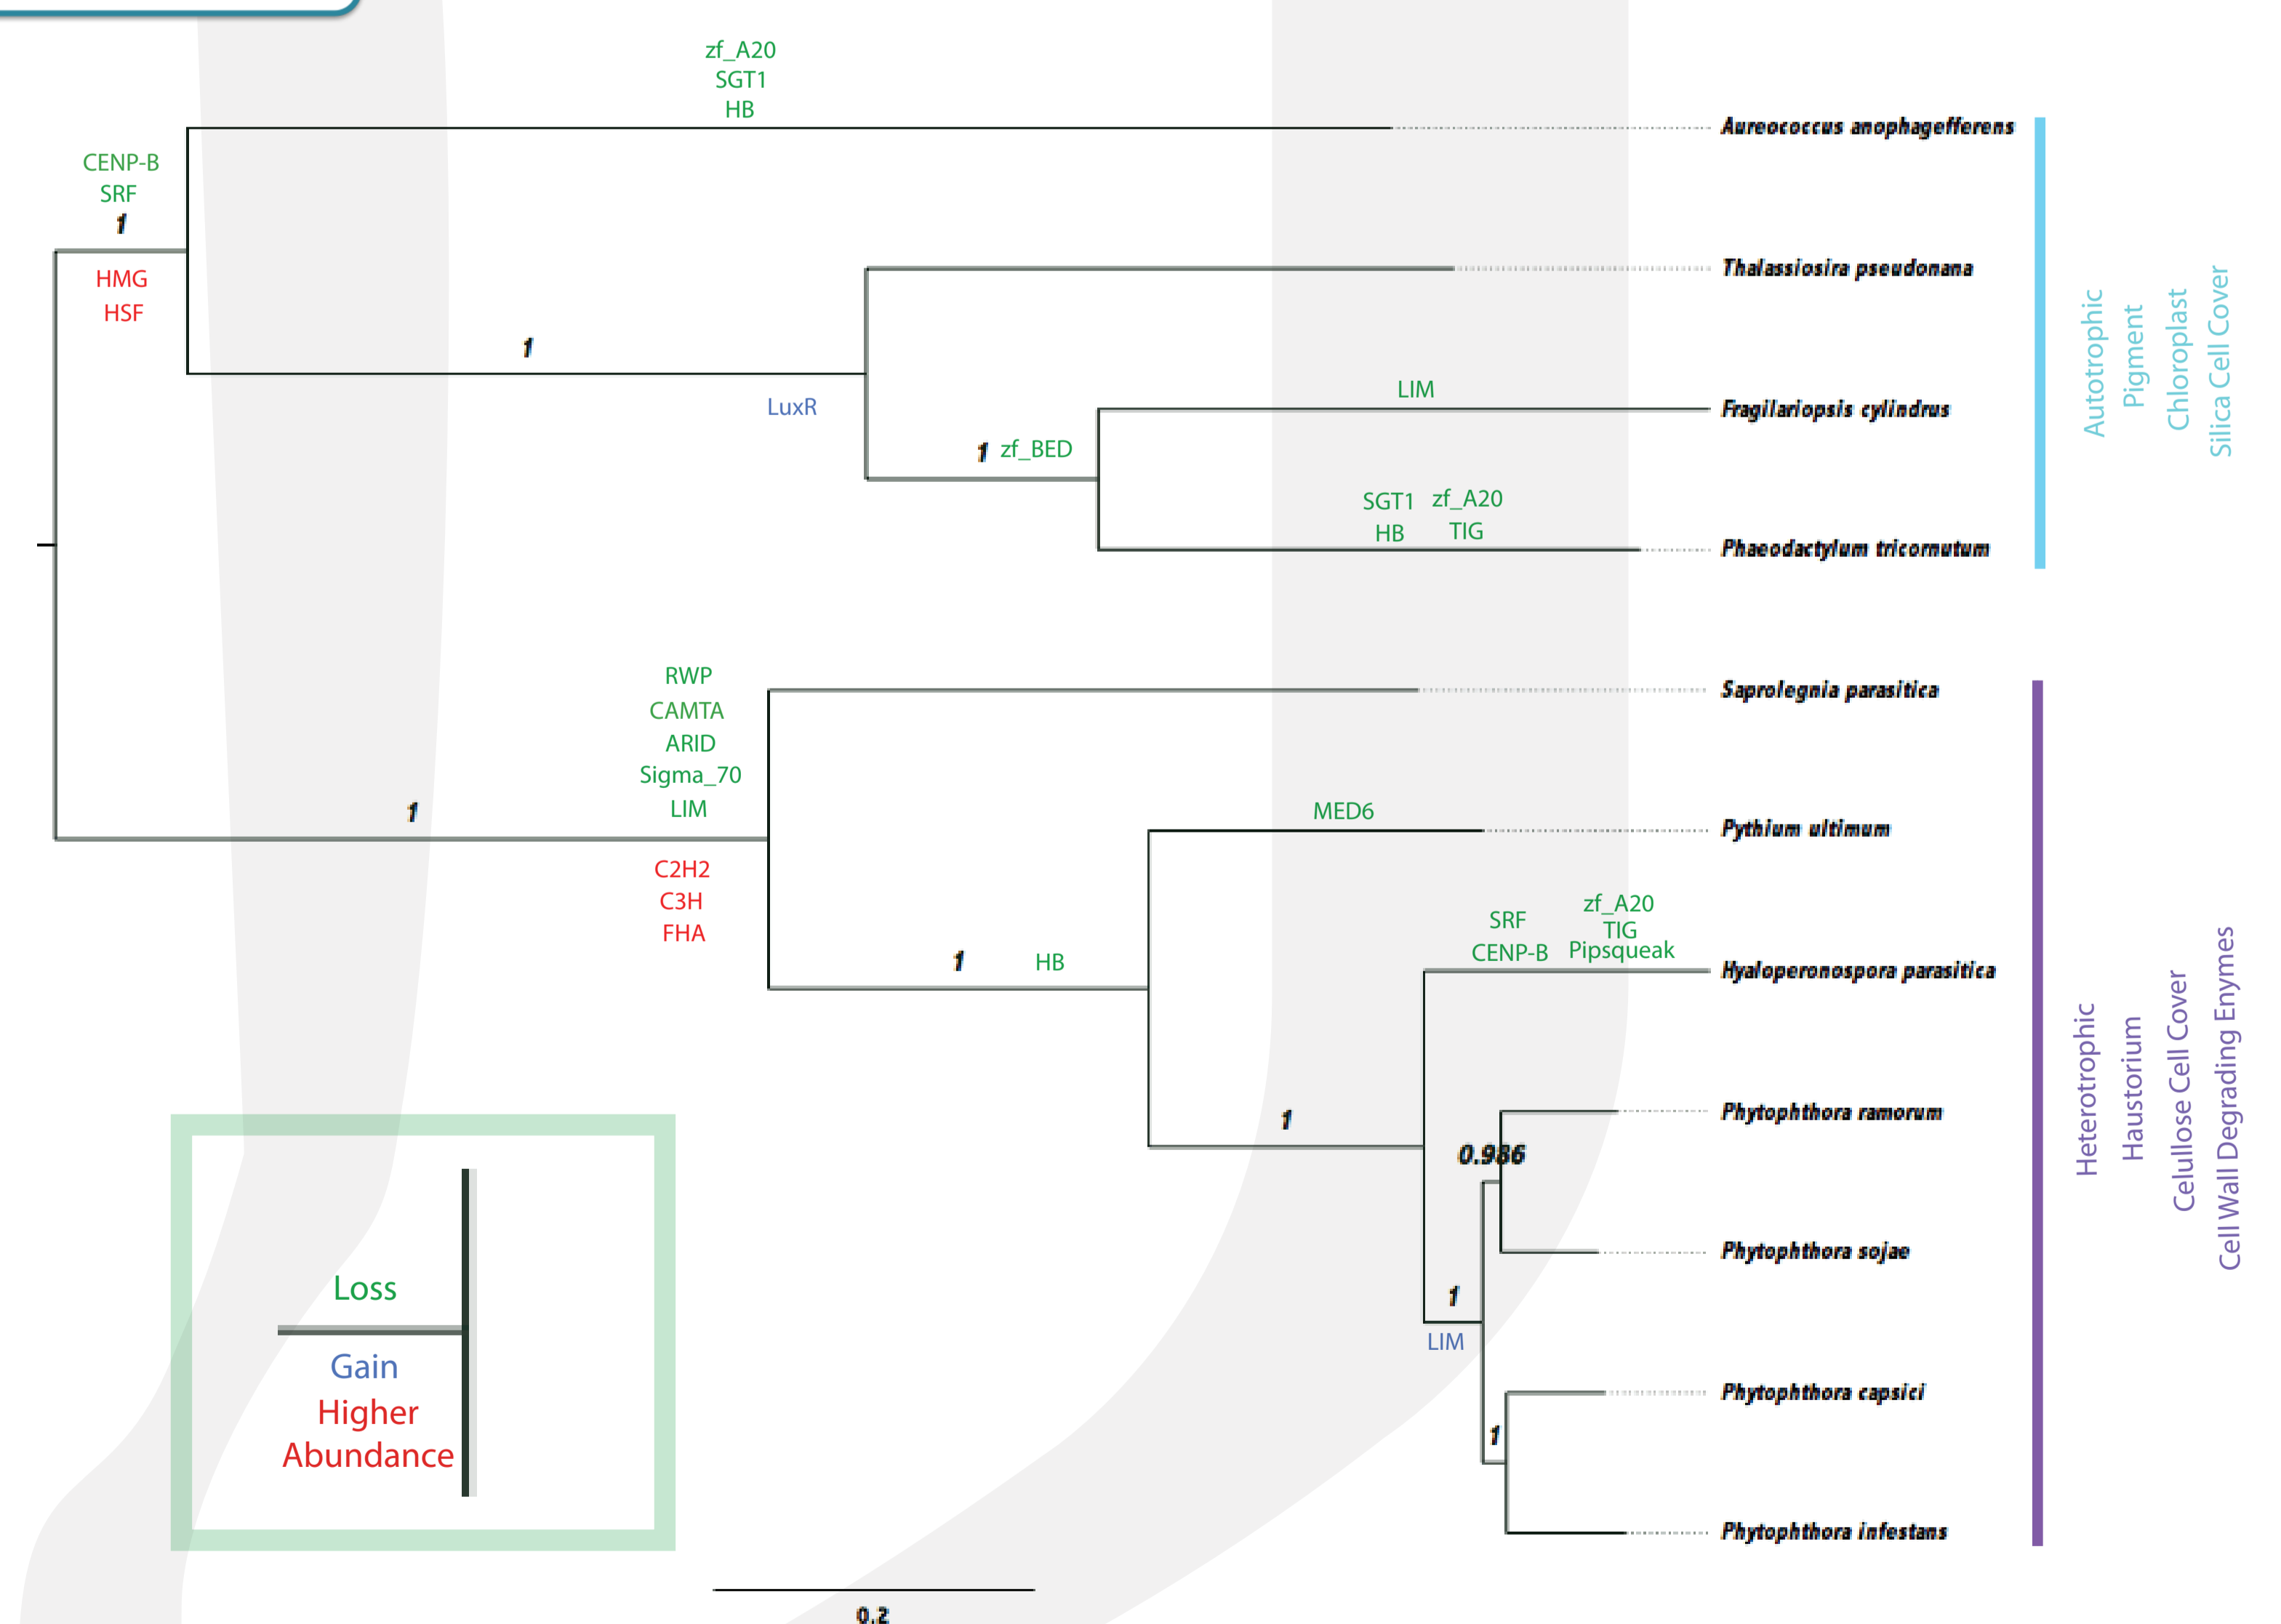 zf_A20
SGT1
HB
Aureococcus anophagefferens
CENP-B
SRF
1
HMG
HSF
Thalassiosira pseudonana
1
LuxR
LIM
Fragilariopsis cylindrus
1 zf_BED
SGT1 zf_A20
HB TIG
Phaeodactylum tricornutum
Autotrophic
Pigment
Chloroplast
Silica Cell Cover
RWP
CAMTA
ARID
Sigma_70
LIM
1
C2H2
C3H
FHA
Saprolegnia parasitica
MED6
Pythium ultimum
1 HB
SRF
CENP-B
zf_A20
TIG
Pipsqueak
Hyaloperonospora parasitica
1
0.986
Phytophthora ramorum
Phytophthora sojae
1
LIM
Phytophthora capsici
1
Phytophthora infestans
Heterotrophic
Haustorium
Celullose Cell Cover
Cell Wall Degrading Enymes
Loss
Gain
Higher
Abundance
0.2